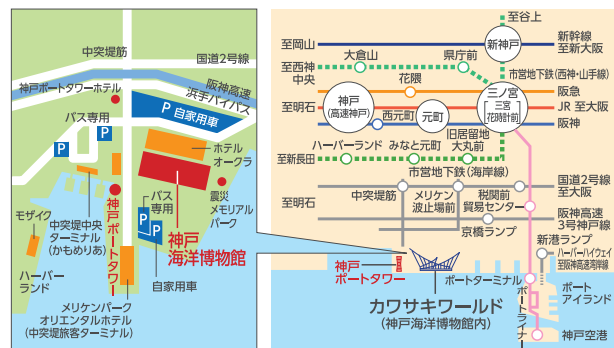 中突堤筋
国道2号線
阪神高速
浜手バイパス
神戸ポートタワーホテル
バス専用
P
P
P 自家用車
ホテル
オークラ
震災
メモリアル
パーク
バス
専用
P
P
自家用車
神戸
海洋博物館
モザイク
中突堤中央
ターミナル
(かもめりあ)
神戸ポートタワー
ハーバー
ランド
メリケンパーク
オリエンタルホテル
(中突堤旅客ターミナル)
至谷上
新神戸
新幹線
至新大阪
至岡山
大倉山
県庁前
至西神
中央
市営地下鉄(西神・山手線)
花隈
三ノ宮
三宮
花時計前
阪急
神戸
(高速神戸)
至明石
JR 至大阪
西元町
元町
阪神
旧居留地
大丸前
ハーバーランド
みなと元町
至新長田
市営地下鉄(海岸線)
国道2号線
至大阪
中突堤筋
メリケン
波止場前
税関前
貿易センター
至明石
京橋ランプ
阪神高速
3号神戸線
新港ランプ
ハーバーハイウェイ
至阪神高速湾岸線
神戸
ポートタワー
カワサキワールド
(神戸海洋博物館内)
ポートターミナル
ポート
アイランド
ポートライナー
神戸空港